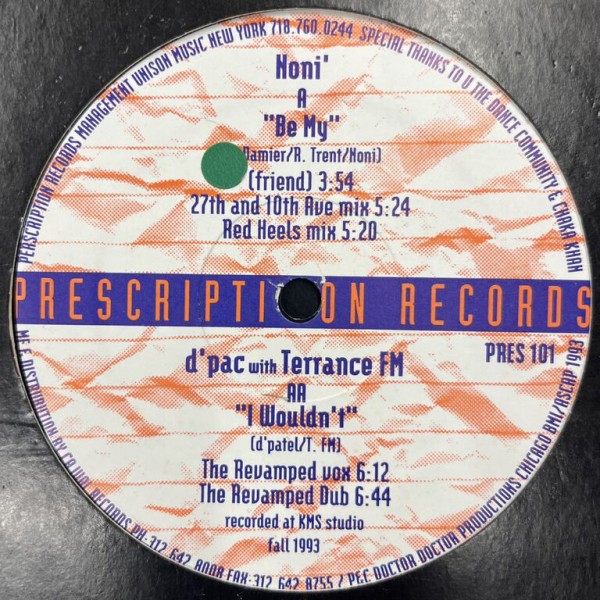 PERSCRIPTION RECORDS MANAGEMENT UNISON MUSIC NEW YORK 718.760.0244 SPECIAL THANKS TO U THE DANCE COMMUNITY & CHAKA KHAN
Noni'
A
"Be My"
Damier/R. Trent/Noni)
(friend) 3:54
27th and 10th Ave mix 5:24
Red Heels mix 5:20
PRESCRIPTION RECORDS
PRES 101
d'pac with Terrance FM
AA
"I Wouldn't"
(d'patel/T. FM)
The Revamped vox 6:12
The Revamped Dub 6:44
recorded at KMS studio
fall 1993
DISTRIBUTION BY RECORDS PH: 312 642 8008 FAX:312 642 8755 / P&C DOCTOR DOCTOR PRODUCTIONS CHICAGO BMI/ASCAP 1993